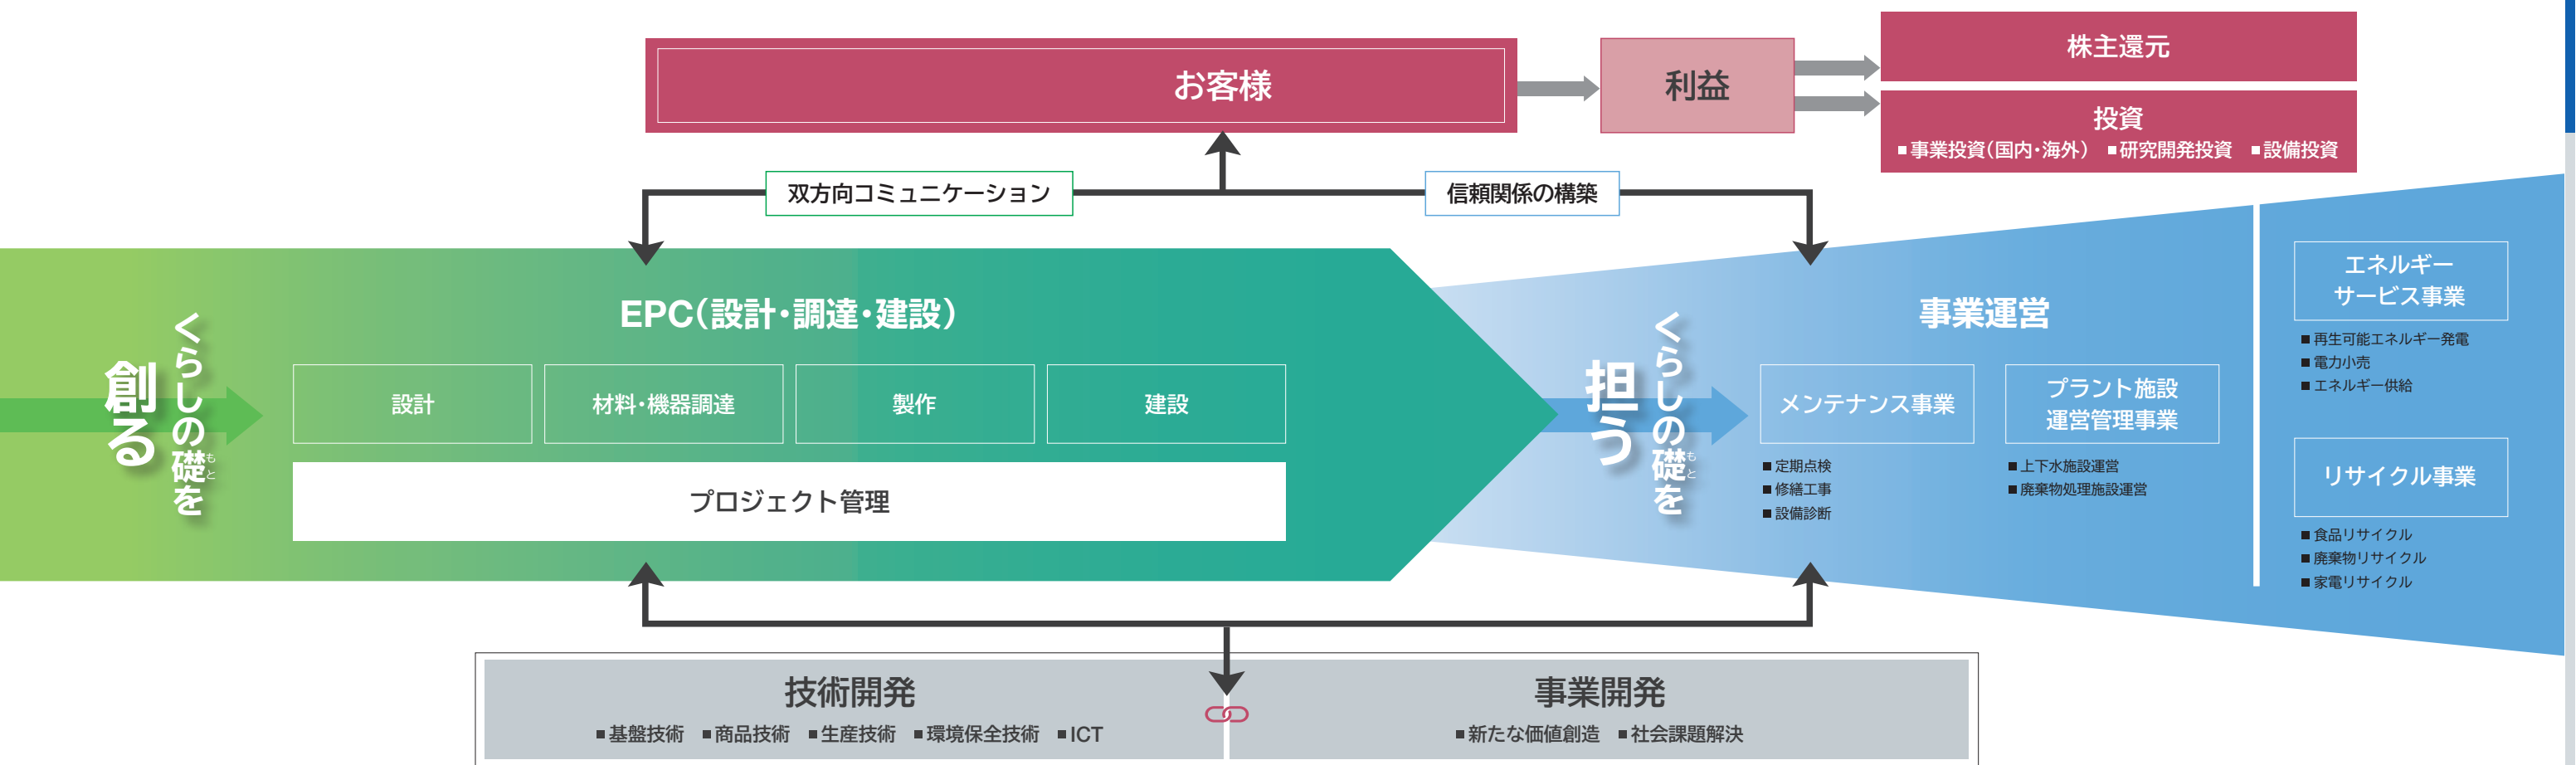 お客様
利益
株主還元
投資
■事業投資（国内・海外） ■研究開発投資 ■設備投資
双方向コミュニケーション
信頼関係の構築
くらしの礎を
もと
創る
EPC（設計・調達・建設）
設計
材料・機器調達
製作
建設
プロジェクト管理
くらしの礎を
もと
担う
事業運営
メンテナンス事業
■定期点検
■修繕工事
■設備診断
プラント施設
運営管理事業
■上下水施設運営
■廃棄物処理施設運営
エネルギー
サービス事業
■再生可能エネルギー発電
■電力小売
■エネルギー供給
リサイクル事業
■食品リサイクル
■廃棄物リサイクル
■家電リサイクル
技術開発
■基盤技術 ■商品技術 ■生産技術 ■環境保全技術 ■ICT
事業開発
■新たな価値創造 ■社会課題解決